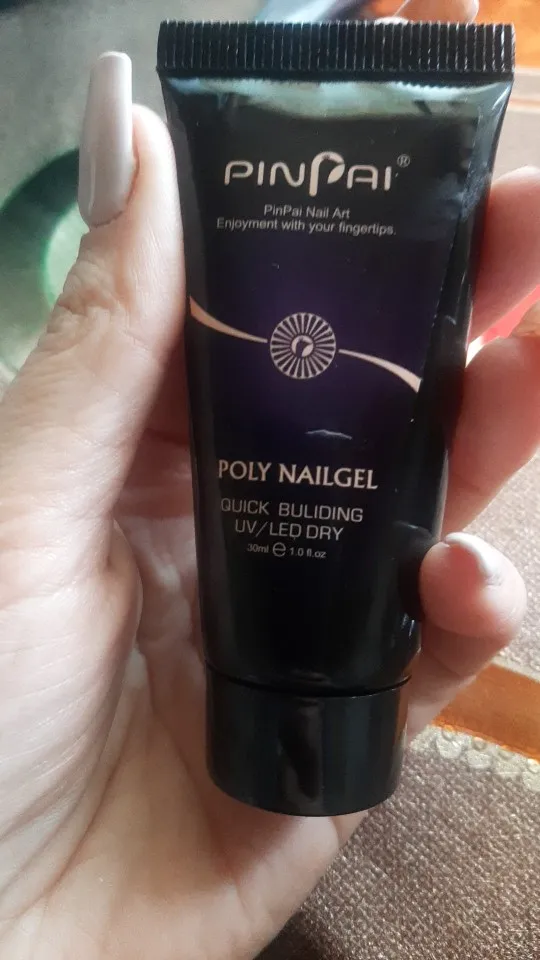 PINPAI®
PinPai Nail Art
Enjoyment with your fingertips.
POLY NAILGEL
QUICK BULIDING
UV/LED DRY
30ml ℮ 1.0 fl.oz